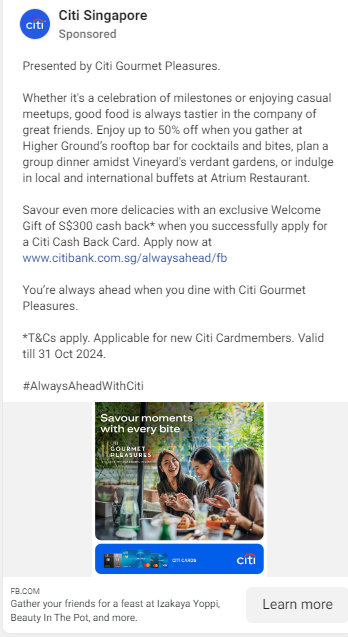 citi
Citi Singapore
Sponsored
Presented by Citi Gourmet Pleasures.
Whether it's a celebration of milestones or enjoying casual
meetups, good food is always tastier in the company of
great friends. Enjoy up to 50% off when you gather at
Higher Ground's rooftop bar for cocktails and bites, plan a
group dinner amidst Vineyard's verdant gardens, or indulge
in local and international buffets at Atrium Restaurant.
Savour even more delicacies with an exclusive Welcome
Gift of S$300 cash back* when you successfully apply for
a Citi Cash Back Card. Apply now at
www.citibank.com.sg/alwaysahead/fb
You're always ahead when you dine with Citi Gourmet
Pleasures.
*T&Cs apply. Applicable for new Citi Cardmembers. Valid
till 31 Oct 2024.
#AlwaysAheadWithCiti
Savour moments
with every bite
GOURMET
PLEASURES
CITI CARDS
citi
FB.COM
Gather your friends for a feast at Izakaya Yoppi,
Beauty In The Pot, and more.
Learn more